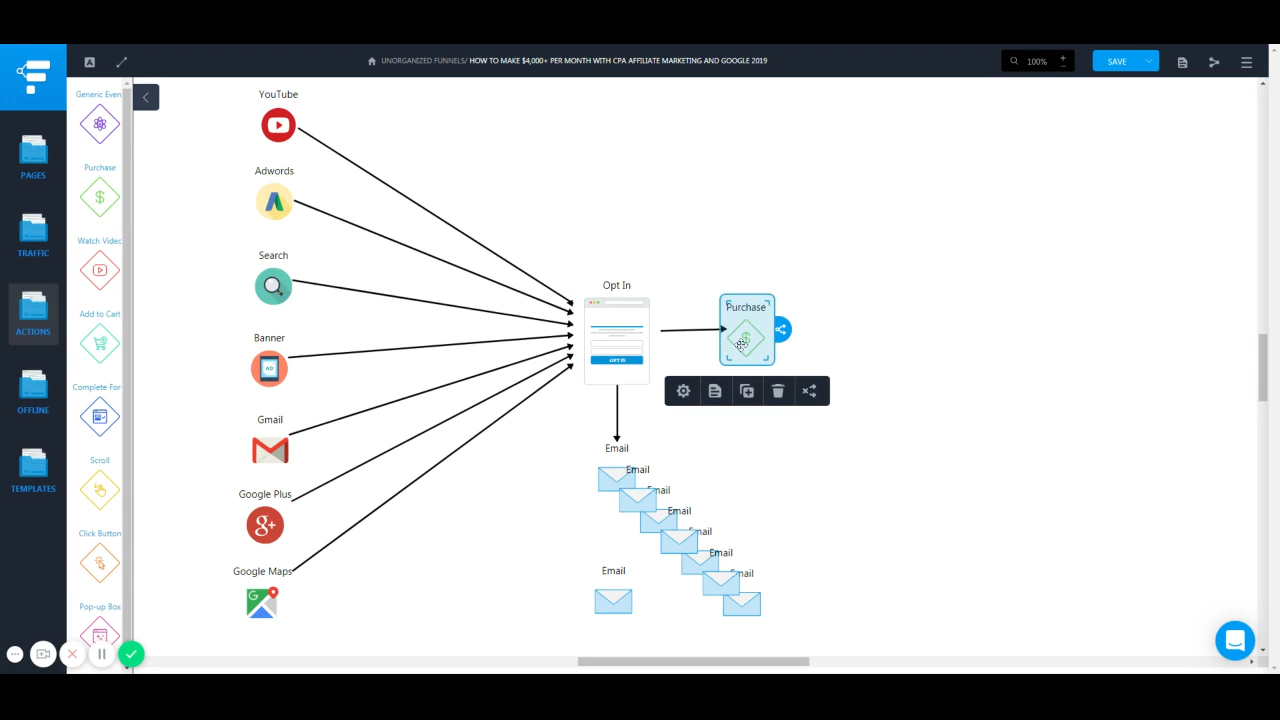 UNORGANIZED FUNNELS/ HOW TO MAKE $4,000+ PER MONTH WITH CPA AFFILIATE MARKETING AND GOOGLE 2019
100%
SAVE
PAGES
TRAFFIC
ACTIONS
OFFLINE
TEMPLATES
Generic Even
Purchase
Watch Videc
Add to Cart
Complete For
Scroll
Click Button
Pop-up Box
YouTube
Adwords
Search
Banner
AD
Gmail
Google Plus
g+
Google Maps
G
Opt In
OPT IN
Purchase
Email
Email
Email
Email
Email
Email
Email
Email